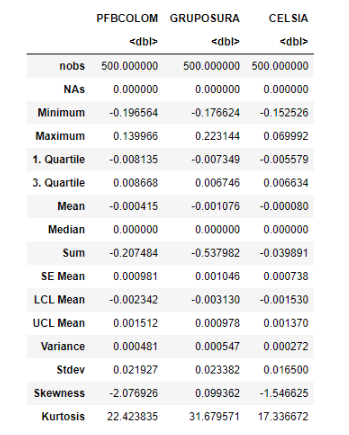 PFBCOLOM GRUPOSURA CELSIA
<dbl> <dbl> <dbl>
nobs 500.000000 500.000000 500.000000
NAs 0.000000 0.000000 0.000000
Minimum -0.196564 -0.176624 -0.152526
Maximum 0.139966 0.223144 0.069992
1. Quartile -0.008135 -0.007349 -0.005579
3. Quartile 0.008668 0.006746 0.006634
Mean -0.000415 -0.001076 -0.000080
Median 0.000000 0.000000 0.000000
Sum -0.207484 -0.537982 -0.039891
SE Mean 0.000981 0.001046 0.000738
LCL Mean -0.002342 -0.003130 -0.001530
UCL Mean 0.001512 0.000978 0.001370
Variance 0.000481 0.000547 0.000272
Stdev 0.021927 0.023382 0.016500
Skewness -2.076926 0.099362 -1.546625
Kurtosis 22.423835 31.679571 17.336672